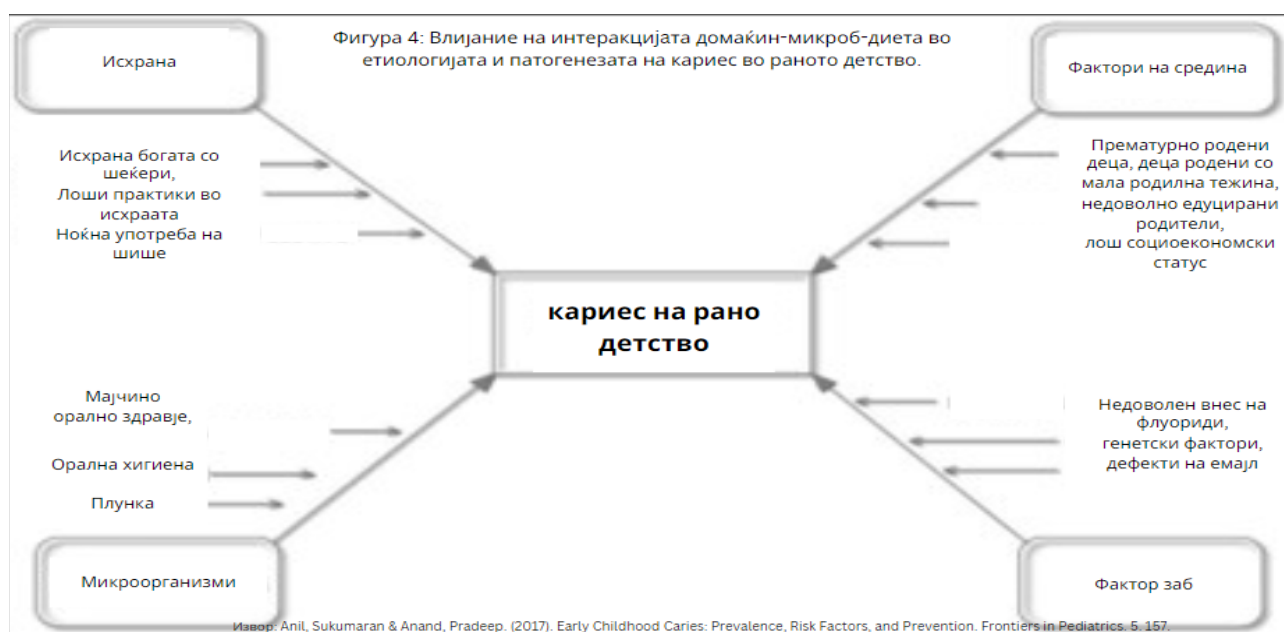 Фигура 4: Влијание на интеракцијата домаќин-микроб-диета во
етиологијата и патогенезата на кариес во раното детство.
Исхрана
Фактори на средина
Исхрана богата со
шеќери,
Лоши практики во
исхраата
Ноќна употреба на
шише
Прематурно родени
деца, деца родени со
мала родилна тежина,
недоволно едуцирани
родители,
лош социоекономски
статус
кариес на рано
детство
Мајчино
орално здравје,
Орална хигиена
Плунка
Недоволен внес на
флуориди,
генетски фактори,
дефекти на емајл
Микроорганизми
Фактор заб
Извор: Anil, Sukumaran & Anand, Pradeep. (2017). Early Childhood Caries: Prevalence, Risk Factors, and Prevention. Frontiers in Pediatrics. 5. 157.